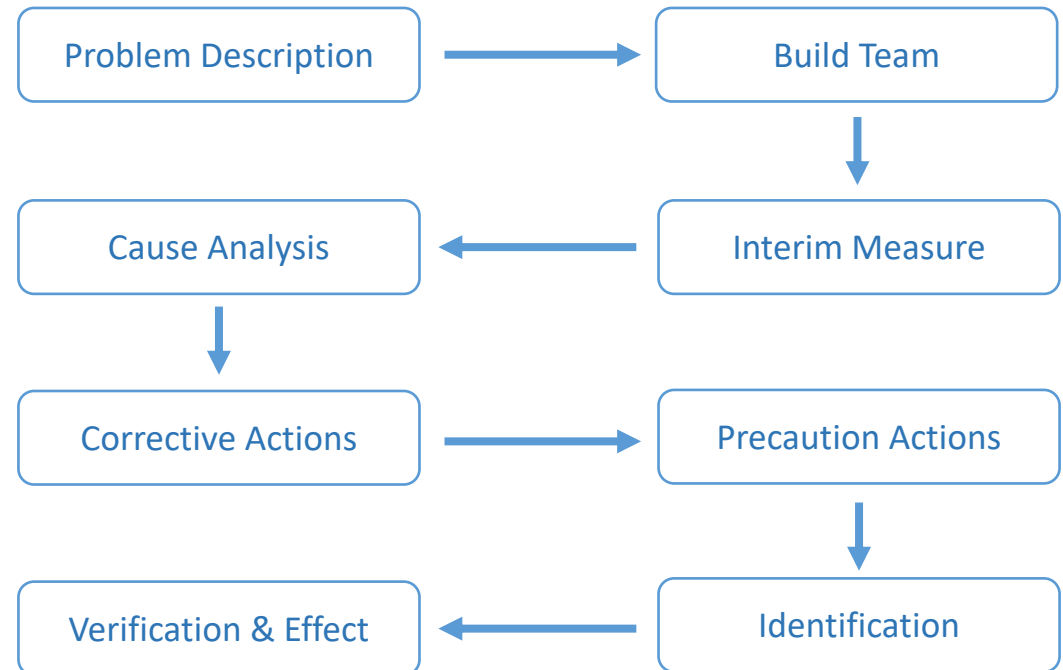 Problem Description
Build Team
Interim Measure
Cause Analysis
Corrective Actions
Precaution Actions
Identification
Verification & Effect